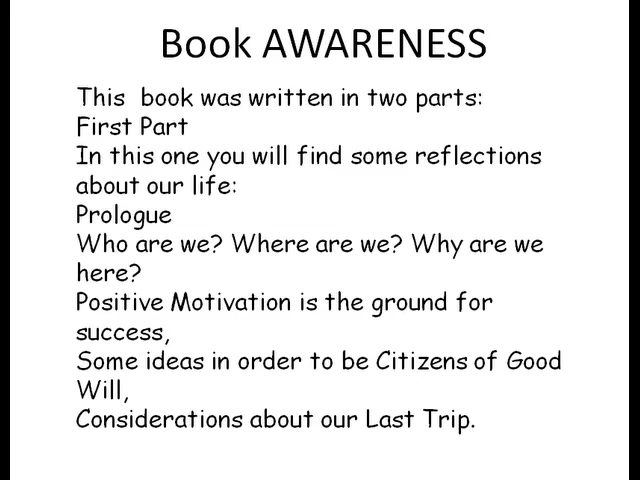 Book AWARENESS
This book was written in two parts:
First Part
In this one you will find some reflections
about our life:
Prologue
Who are we? Where are we? Why are we
here?
Positive Motivation is the ground for
success,
Some ideas in order to be Citizens of Good
Will,
Considerations about our Last Trip.